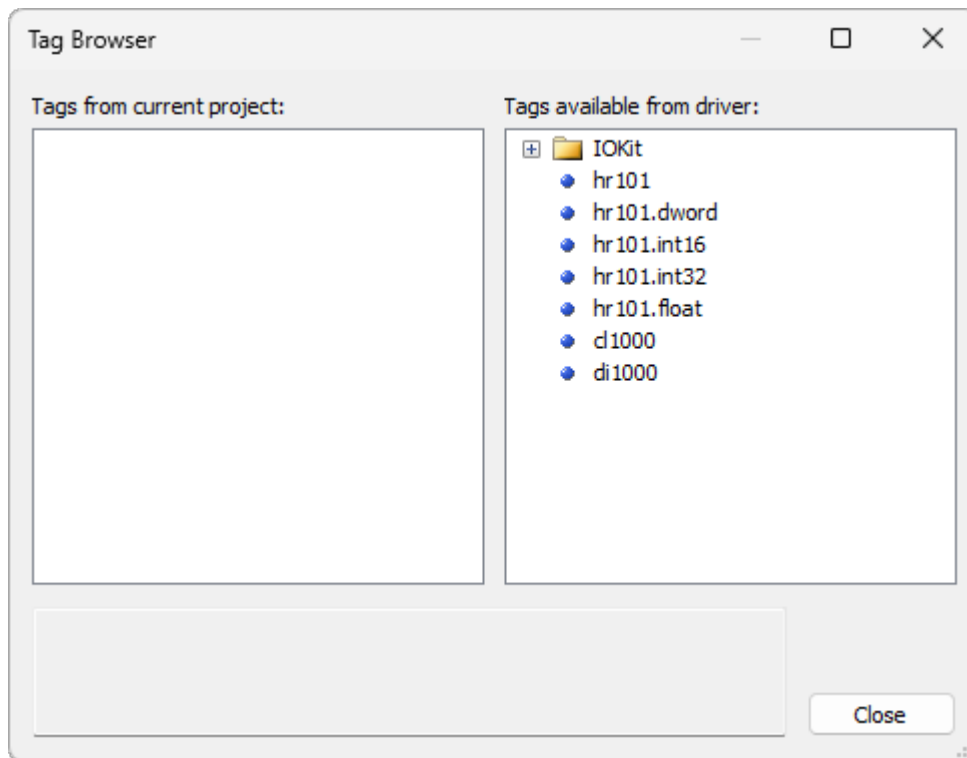 Tag Browser
Tags from current project:
Tags available from driver:
IOKit
hr101
hr101.dword
hr101.int16
hr101.int32
hr101.float
cl1000
di1000
Close